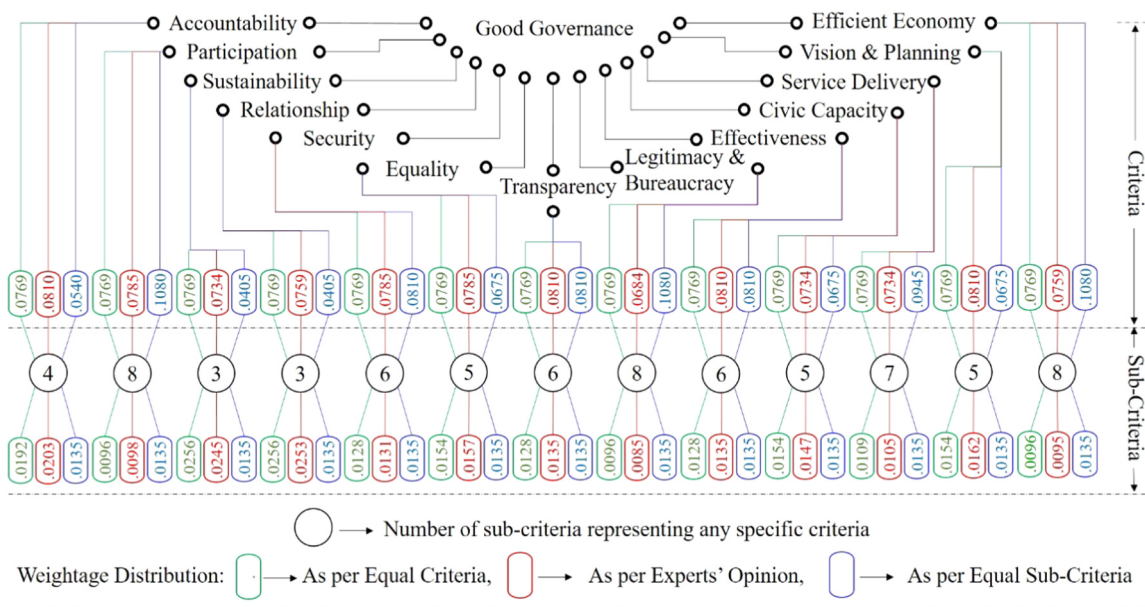 Good Governance
Accountability
Participation
Sustainability
Relationship
Security
Equality
Transparency
Efficient Economy
Vision & Planning
Service Delivery
Civic Capacity
Effectiveness
Legitimacy &
Bureaucracy
Criteria
.0769 .0810 .0540 .0769 .0785 .1080 .0769 .0734 .0405 .0769 .0759 .0405 .0769 .0785 .0810 .0769 .0785 .0675 .0769 .0810 .0810 .0769 .0684 .1080 .0769 .0810 .0810 .0769 .0734 .0675 .0769 .0734 .0945 .0769 .0810 .0675 .0769 .0759 .1080
4 8 3 3 6 5 6 8 6 5 7 5 8
Sub-Criteria
.0192 .0203 .0135 .0096 .0098 .0135 .0256 .0245 .0135 .0256 .0253 .0135 .0128 .0131 .0135 .0154 .0157 .0135 .0128 .0135 .0135 .0096 .0085 .0135 .0128 .0135 .0135 .0154 .0147 .0135 .0109 .0105 .0135 .0154 .0162 .0135 .0096 .0095 .0135
Number of sub-criteria representing any specific criteria
Weightage Distribution: As per Equal Criteria, As per Experts' Opinion, As per Equal Sub-Criteria